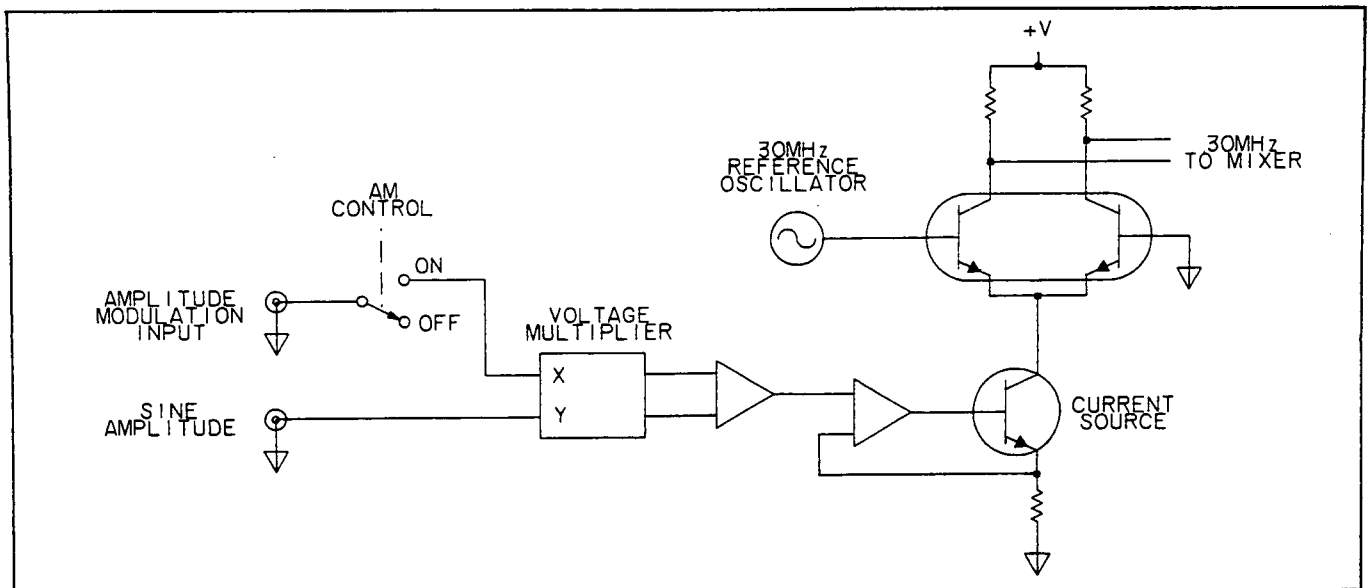 +V
30MHz
REFERENCE
OSCILLATOR
30MHz
TO MIXER
AM
CONTROL
ON
OFF
AMPLITUDE
MODULATION
INPUT
VOLTAGE
MULTIPLIER
X
Y
SINE
AMPLITUDE
CURRENT
SOURCE